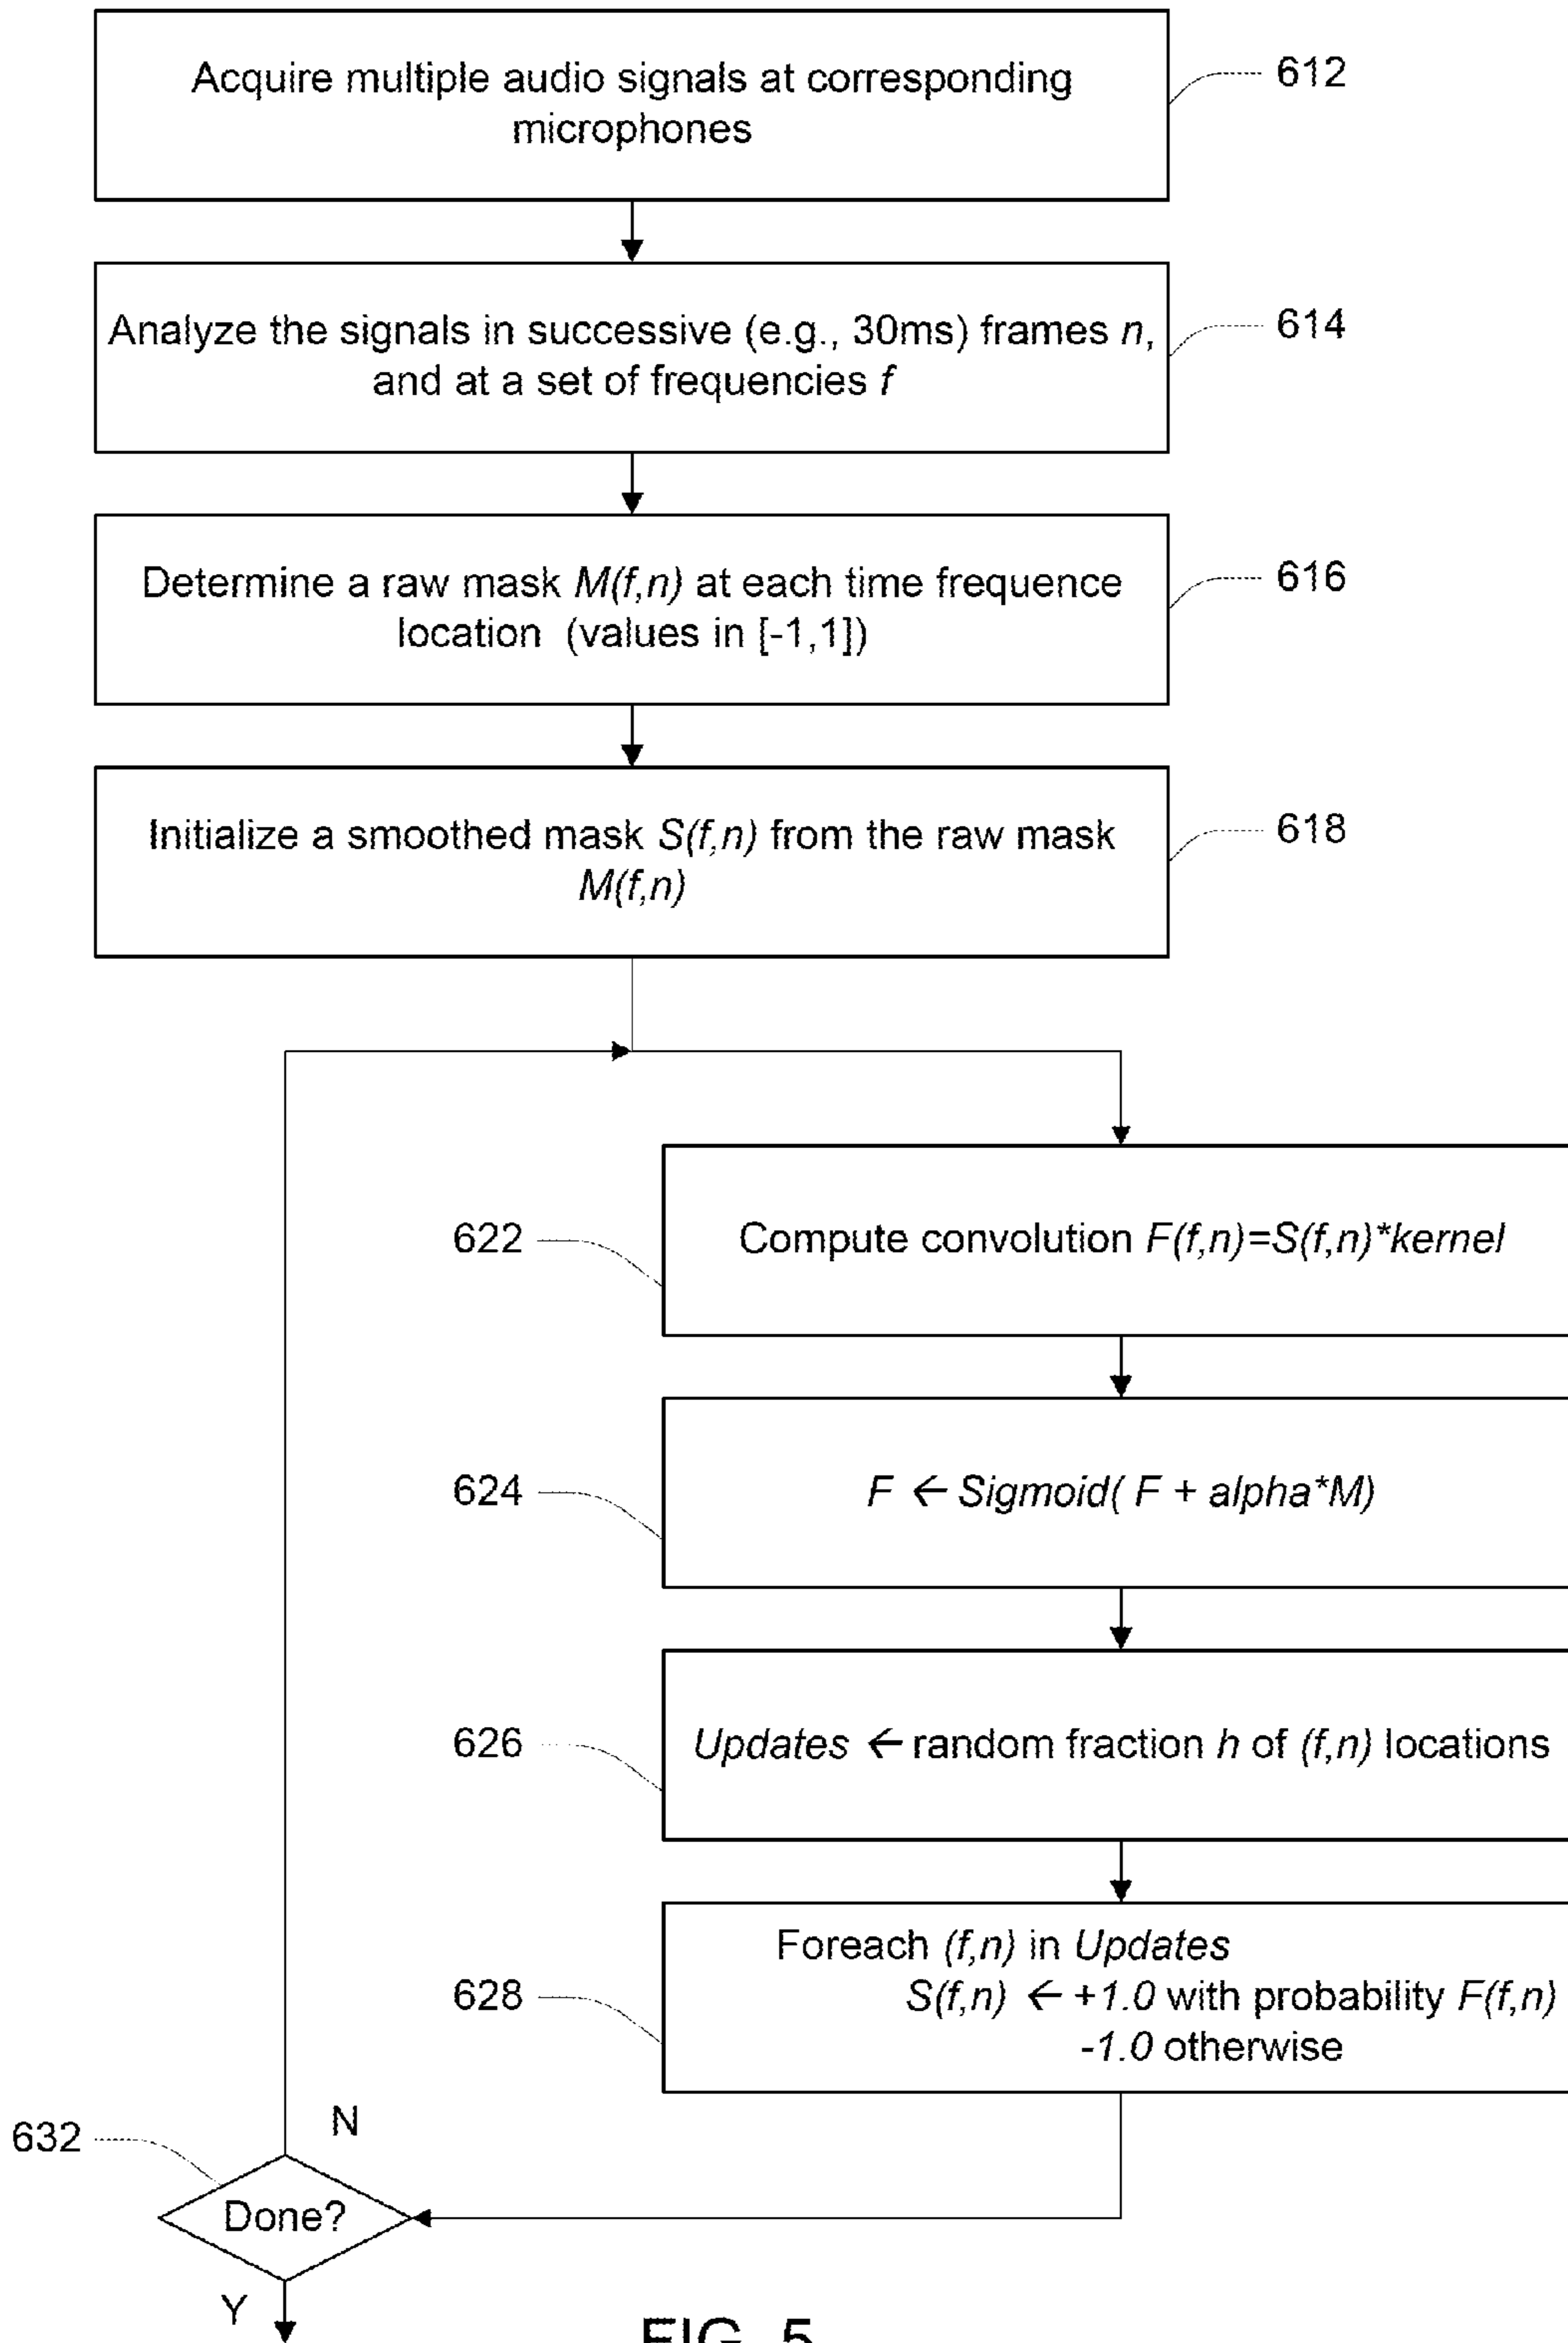 Acquire multiple audio signals at corresponding
microphones
612
Analyze the signals in successive (e.g., 30ms) frames n,
and at a set of frequencies f
614
Determine a raw mask M(f,n) at each time frequence
location (values in [-1,1])
616
Initialize a smoothed mask S(f,n) from the raw mask
M(f,n)
618
622
Compute convolution F(f,n)=S(f,n)*kernel
624
F ← Sigmoid( F + alpha*M)
626
Updates ← random fraction h of (f,n) locations
628
Foreach (f,n) in Updates
S(f,n) ← +1.0 with probability F(f,n)
-1.0 otherwise
632
N
Done?
Y
FIG. 5